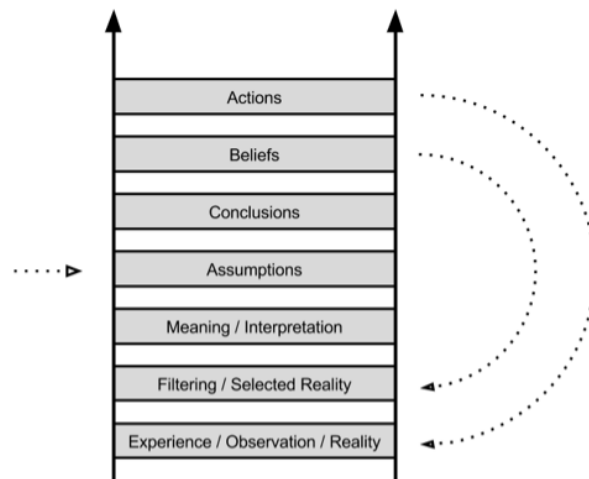 Actions
Beliefs
Conclusions
Assumptions
Meaning / Interpretation
Filtering / Selected Reality
Experience / Observation / Reality